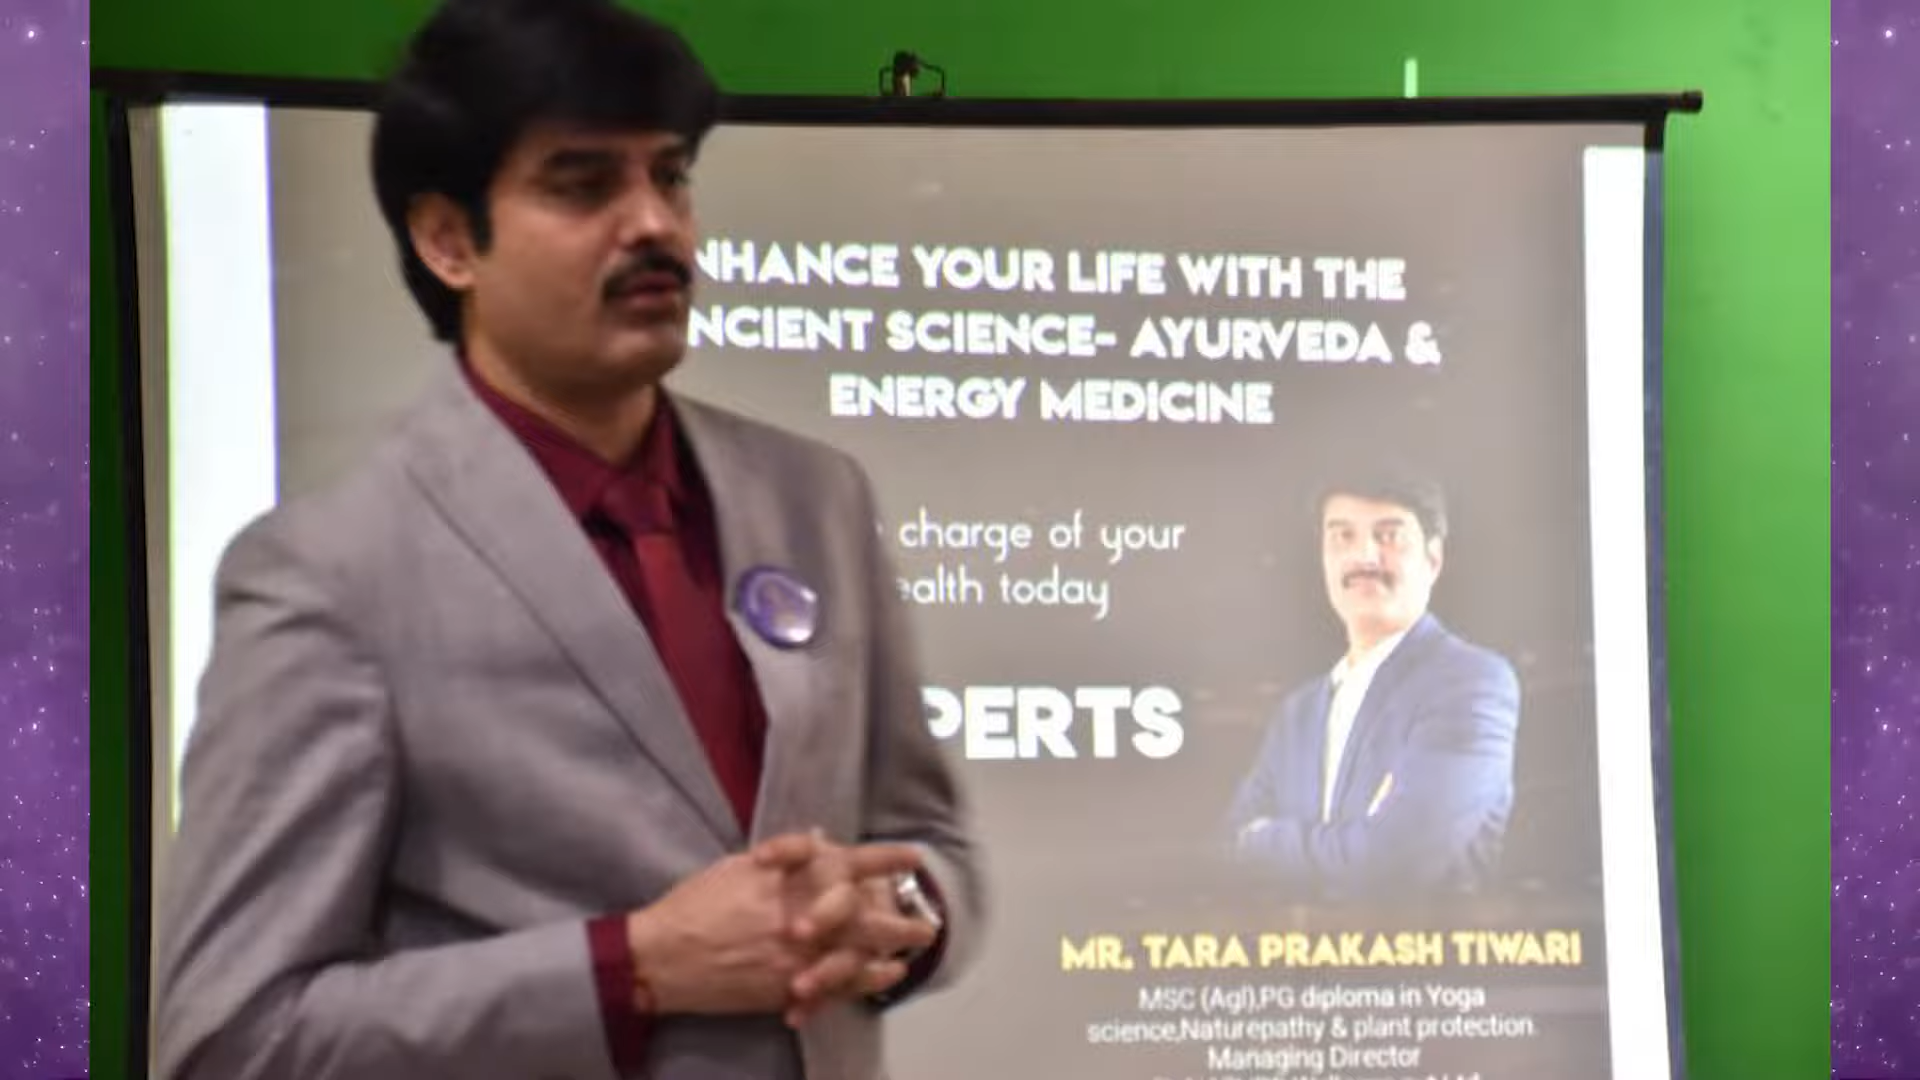 NHANCE YOUR LIFE WITH THE
NCIENT SCIENCE- AYURVEDA &
ENERGY MEDICINE
charge of your
ealth today
PERTS
MR. TARA PRAKASH TIWARI
MSC (Agl),PG diploma in Yoga
science,Naturepathy & plant protection
Managing Director